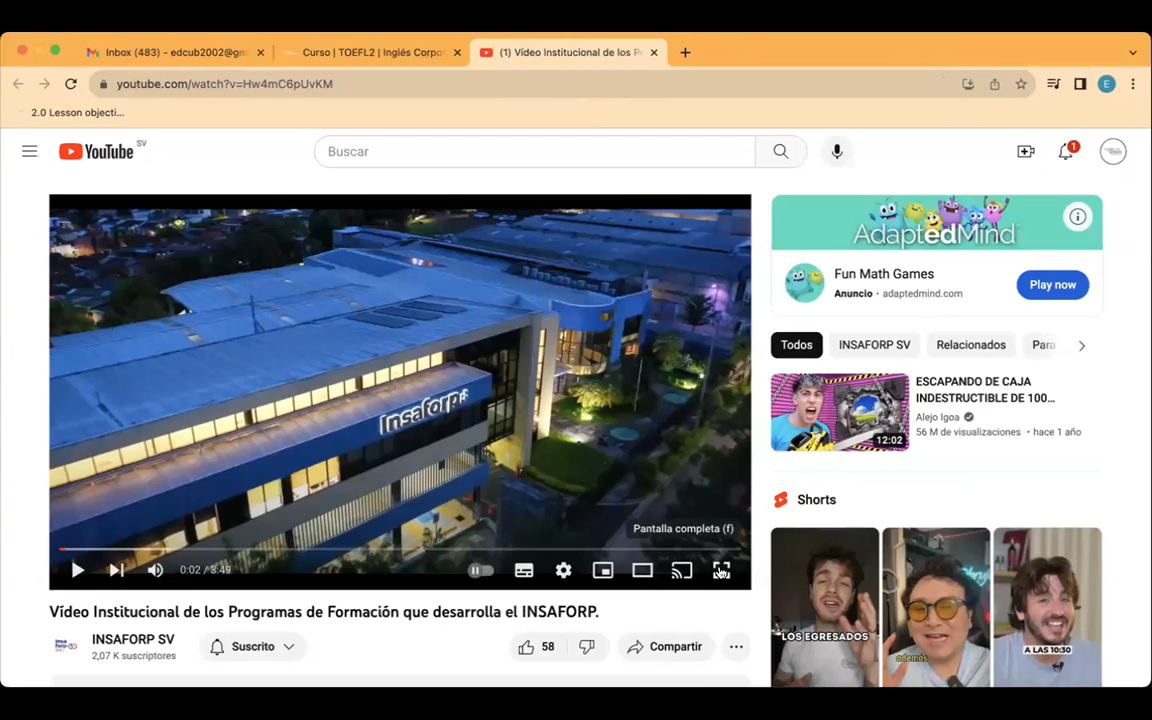 Inbox (483) - edcub2002@gm
Curso | TOEFL2 | Inglés Corpo
(1) Vídeo Institucional de los P
youtube.com/watch?v=Hw4mC6pUvKM
E
2.0 Lesson objecti...
YouTube SV
Buscar
1
AdaptedMind
Fun Math Games
Anuncio • adaptedmind.com
Play now
Todos
INSAFORP SV
Relacionados
Para
Insaforp
ESCAPANDO DE CAJA
INDESTRUCTIBLE DE 100...
Alejo Igoa
56 M de visualizaciones • hace 1 año
12:02
Shorts
Pantalla completa (f)
0:02 / 3:49
Vídeo Institucional de los Programas de Formación que desarrolla el INSAFORP.
INSAFORP SV
2,07 K suscriptores
Suscrito
58
Compartir
LOS EGRESADOS
además
A LAS 10:30